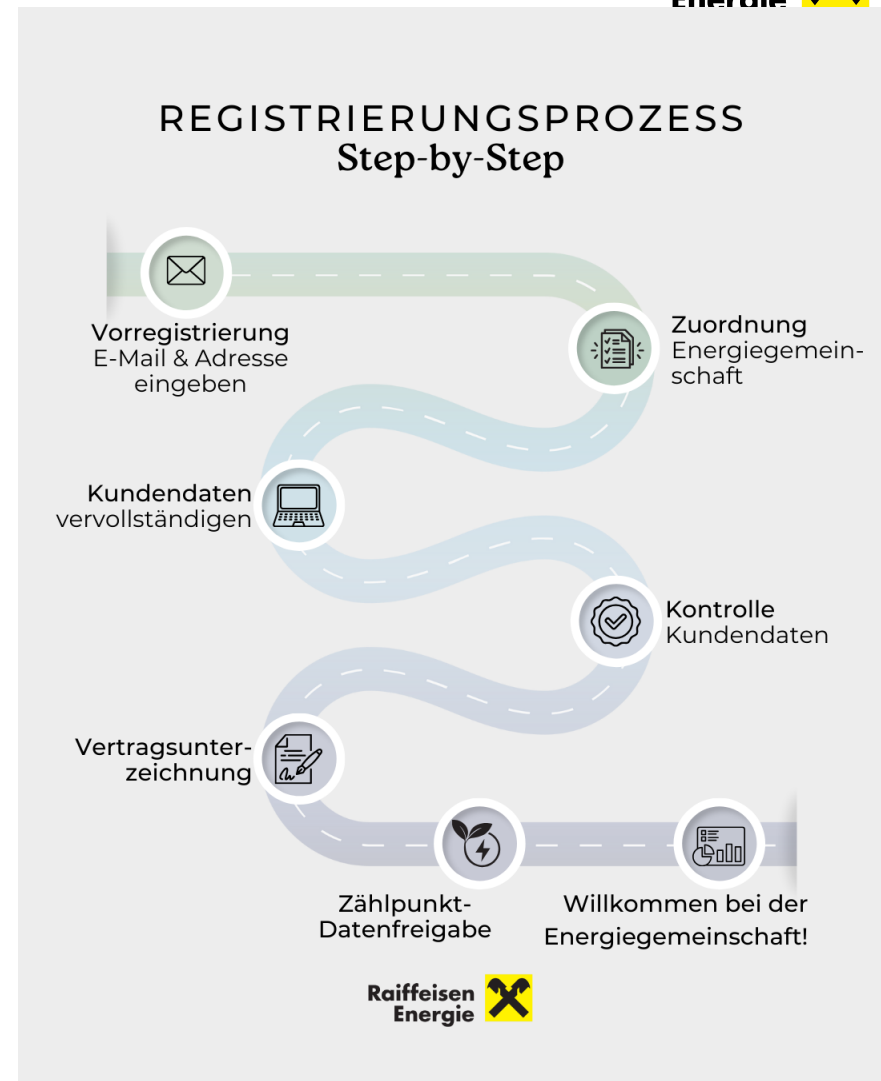 Energie
REGISTRIERUNGSPROZESS
Step-by-Step
Vorregistrierung
E-Mail & Adresse
eingeben
Zuordnung
Energiegemein-
schaft
Kundendaten
vervollständigen
Kontrolle
Kundendaten
Vertragsunter-
zeichnung
Zählpunkt-
Datenfreigabe
Willkommen bei der
Energiegemeinschaft!
Raiffeisen
Energie